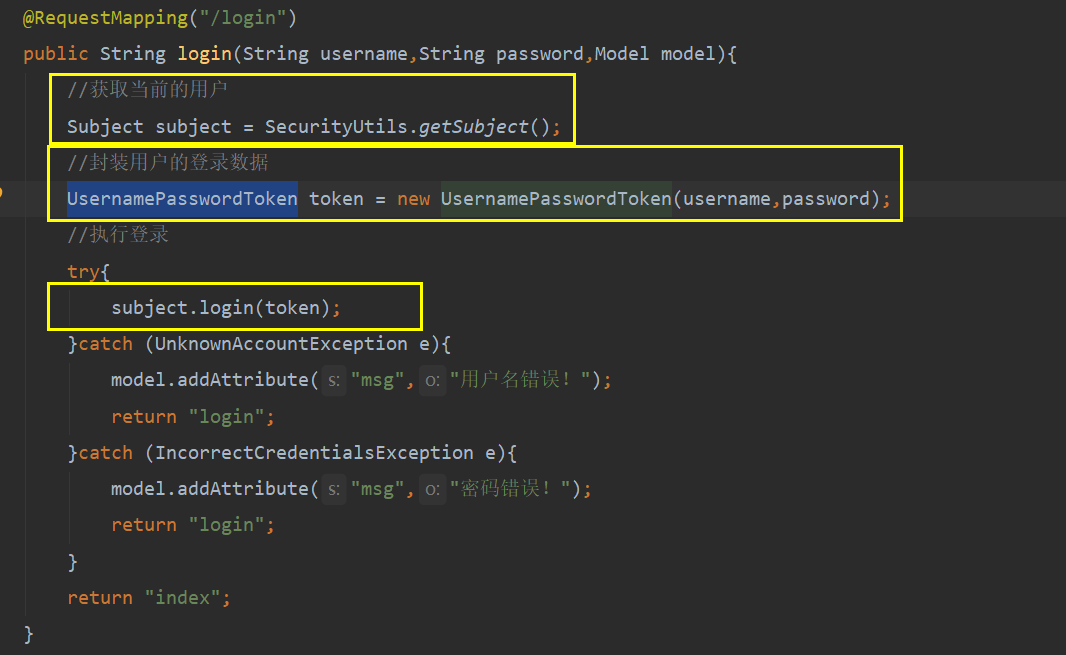 @RequestMapping("/login")
public String login(String username,String password,Model model){
//获取当前的用户
Subject subject = SecurityUtils.getSubject();
//封装用户的登录数据
UsernamePasswordToken token = new UsernamePasswordToken(username,password);
//执行登录
try{
subject.login(token);
}catch (UnknownAccountException e){
model.addAttribute( s: "msg", o: "用户名错误！");
return "login";
}catch (IncorrectCredentialsException e){
model.addAttribute( s: "msg", o: "密码错误！");
return "login";
}
return "index";
}